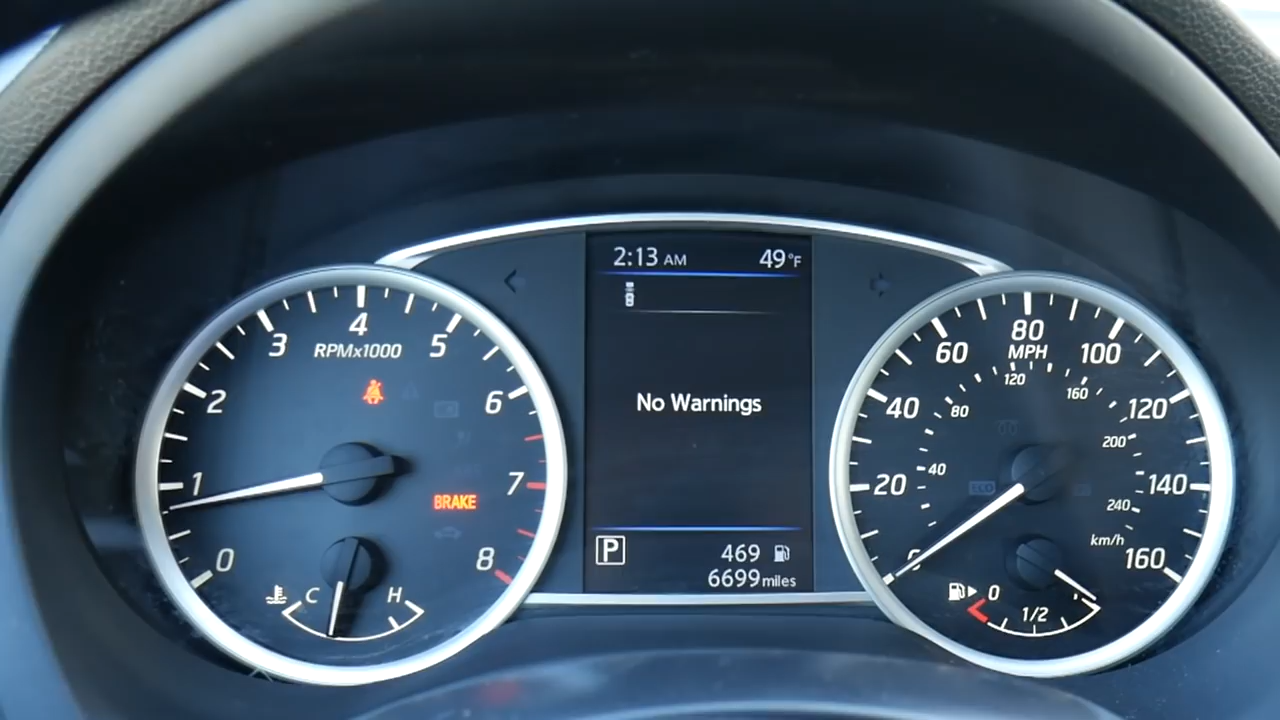 2:13 AM 49°F
No Warnings
P 469
6699 miles
4
3 5
RPMx1000
2 6
1 7
BRAKE
0 8
C H
80
60 100
MPH
40 120
20 140
0 160
120
80 160
40 200
240
km/h
ECO
0
1/2